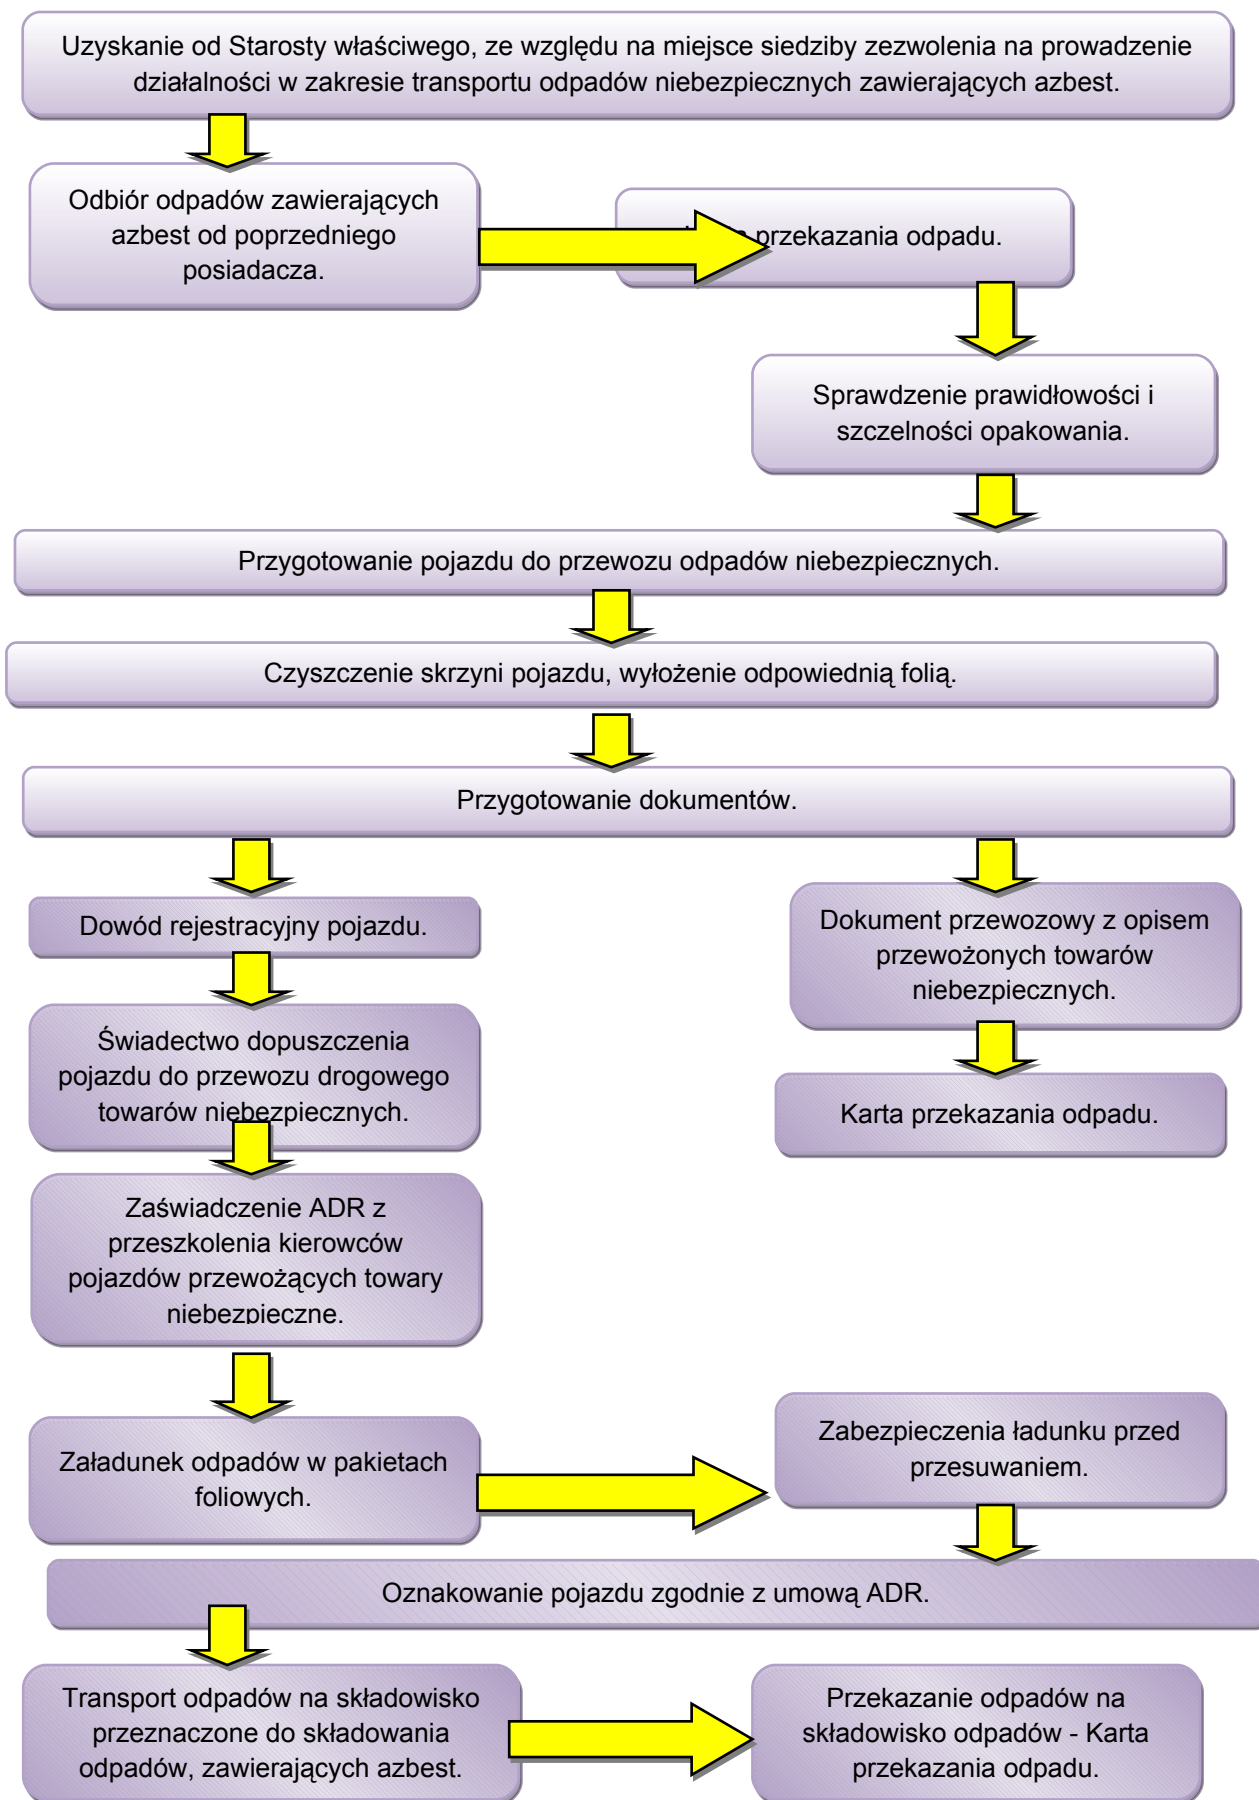 Uzyskanie od Starosty właściwego, ze względu na miejsce siedziby zezwolenia na prowadzenie
działalności w zakresie transportu odpadów niebezpiecznych zawierających azbest.
Odbiór odpadów zawierających
azbest od poprzedniego
posiadacza.
przekazania odpadu.
Sprawdzenie prawidłowości i
szczelności opakowania.
Przygotowanie pojazdu do przewozu odpadów niebezpiecznych.
Czyszczenie skrzyni pojazdu, wyłożenie odpowiednią folią.
Przygotowanie dokumentów.
Dowód rejestracyjny pojazdu.
Dokument przewozowy z opisem
przewożonych towarów
niebezpiecznych.
Świadectwo dopuszczenia
pojazdu do przewozu drogowego
towarów niebezpiecznych.
Karta przekazania odpadu.
Zaświadczenie ADR z
przeszkolenia kierowców
pojazdów przewożących towary
niebezpieczne.
Załadunek odpadów w pakietach
foliowych.
Zabezpieczenia ładunku przed
przesuwaniem.
Oznakowanie pojazdu zgodnie z umową ADR.
Transport odpadów na składowisko
przeznaczone do składowania
odpadów, zawierających azbest.
Przekazanie odpadów na
składowisko odpadów - Karta
przekazania odpadu.